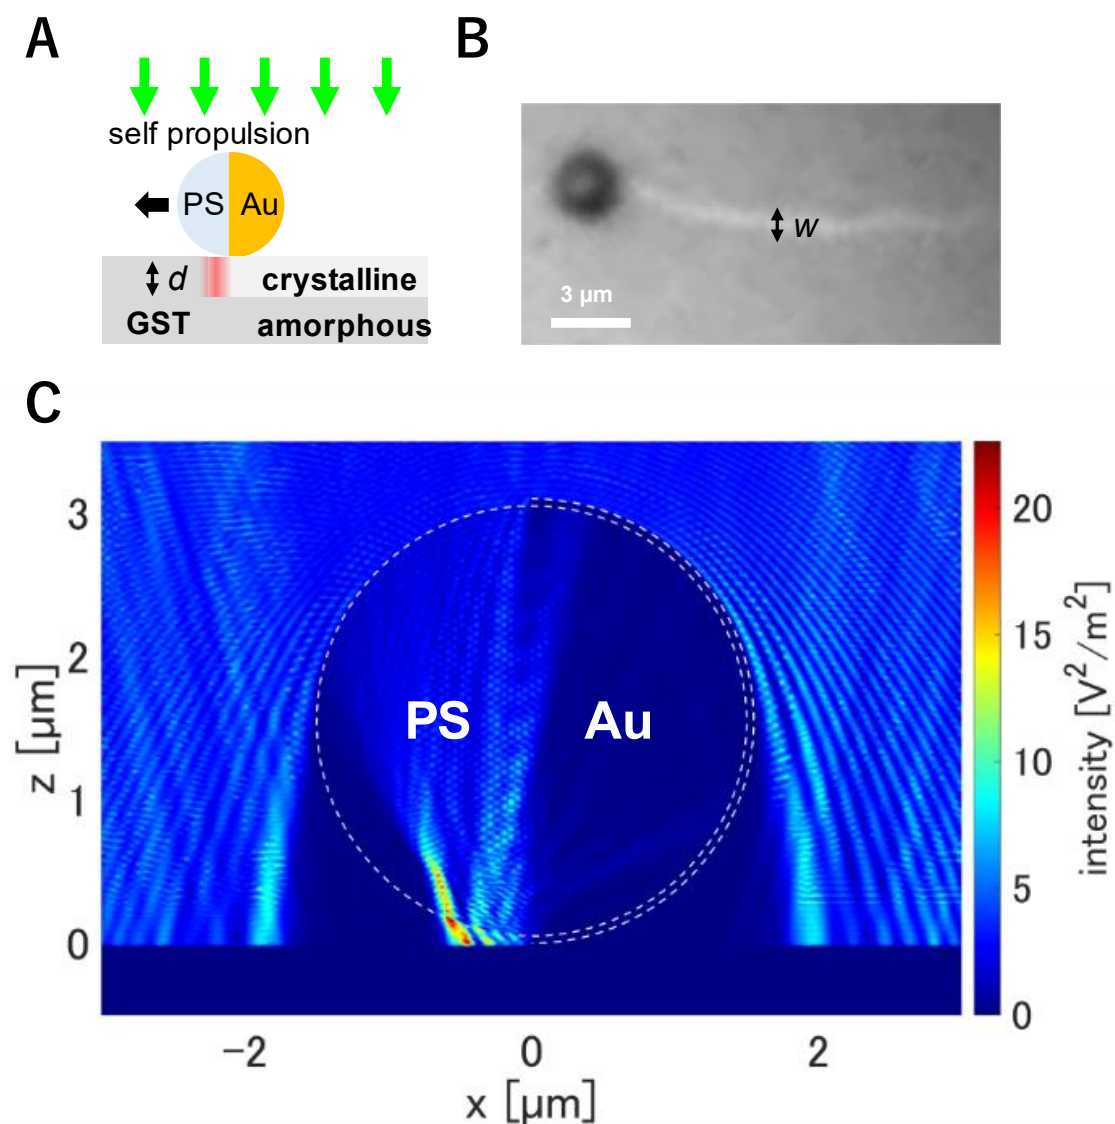 A
self propulsion
PS Au
d
crystalline
GST
amorphous
B
w
3 µm
C
3
2
1
0
z [µm]
PS
Au
−2
0
2
x [µm]
20
15
10
5
0
intensity [V²/m²]